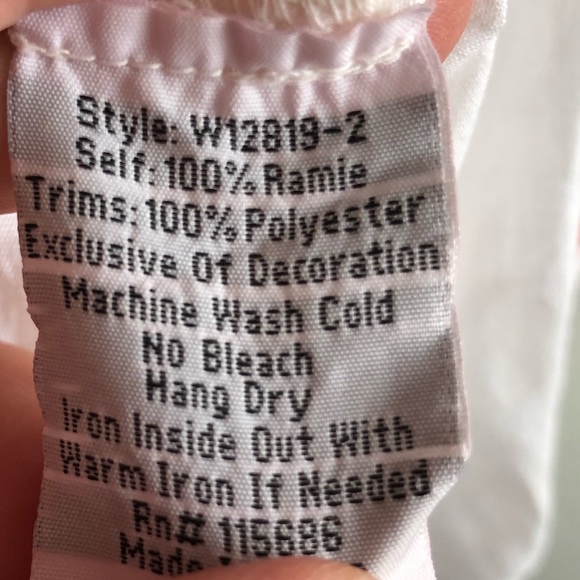 Style: W12819-2
Self: 100% Ramie
Trims: 100% Polyester
Exclusive Of Decoration
Machine Wash Cold
No Bleach
Hang Dry
Iron Inside Out With
Warm Iron If Needed
Rn# 115686
Made